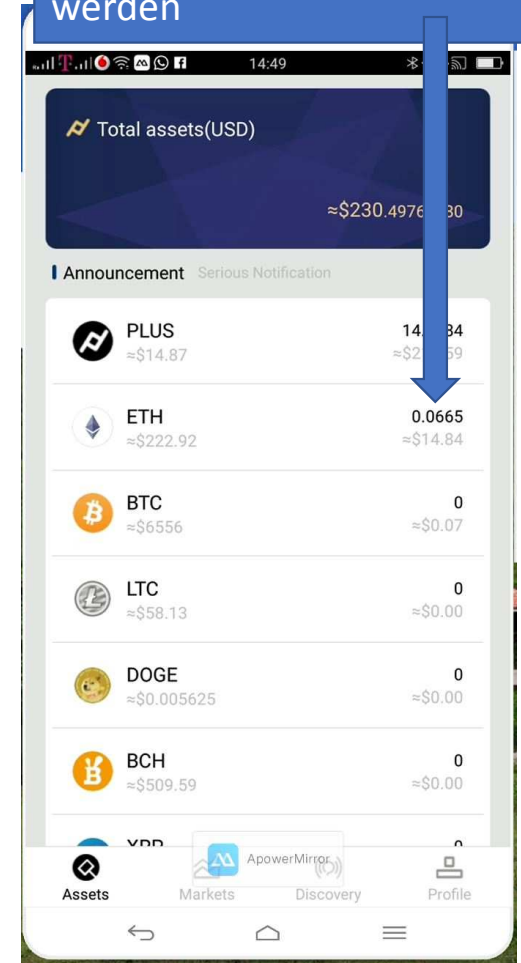 werden
14:49
Total assets(USD)
≈$230.4976 30
Announcement Serious Notification
PLUS 14. 34
≈$14.87 ≈$2 59
ETH 0.0665
≈$222.92 ≈$14.84
BTC 0
≈$6556 ≈$0.07
LTC 0
≈$58.13 ≈$0.00
DOGE 0
≈$0.005625 ≈$0.00
BCH 0
≈$509.59 ≈$0.00
XRP 0
ApowerMirror
Assets Markets Discovery Profile